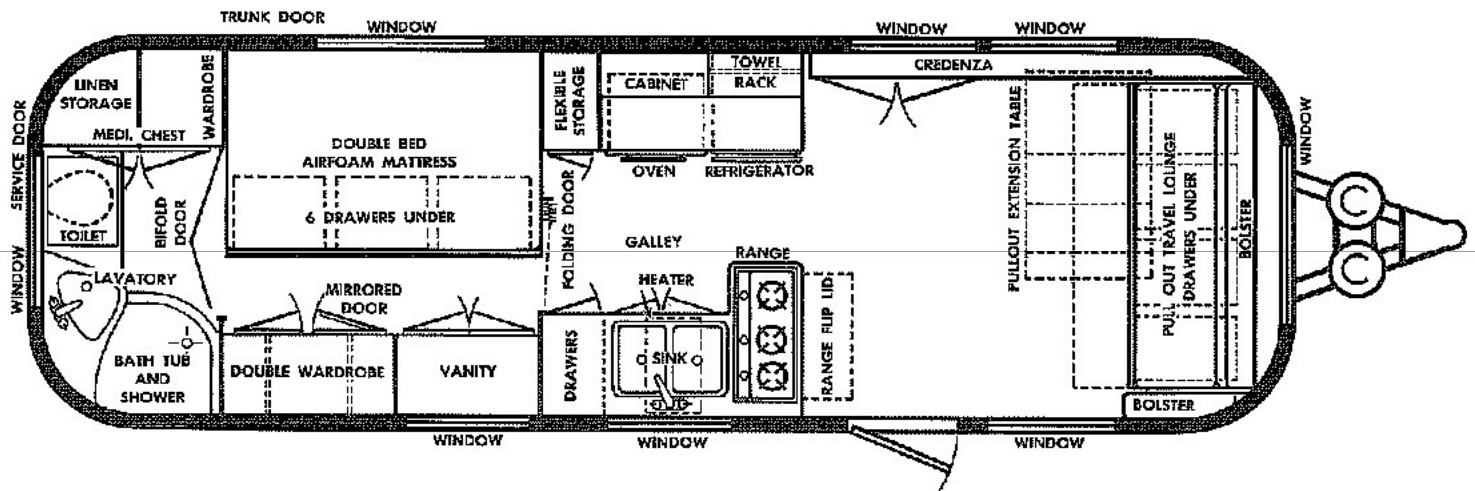 TRUNK DOOR
WINDOW
WINDOW
WINDOW
LINEN
STORAGE
WARDROBE
MEDI. CHEST
SERVICE DOOR
TOILET
BIFOLD
DOOR
DOUBLE BED
AIRFOAM MATTRESS
6 DRAWERS UNDER
FLEXIBLE
STORAGE
CABINET
TOWEL
RACK
OVEN
REFRIGERATOR
CREDENZA
PULLOUT EXTENSION TABLE
PULL OUT TRAVEL LOUNGE
DRAWERS UNDER
BOLSTER
WINDOW
WINDOW
LAVATORY
BATH TUB
AND
SHOWER
MIRRORED
DOOR
DOUBLE WARDROBE
VANITY
FOLDING DOOR
GALLEY
HEATER
RANGE
DRAWERS
SINK
RANGE FLIP LID
BOLSTER
WINDOW
WINDOW
WINDOW